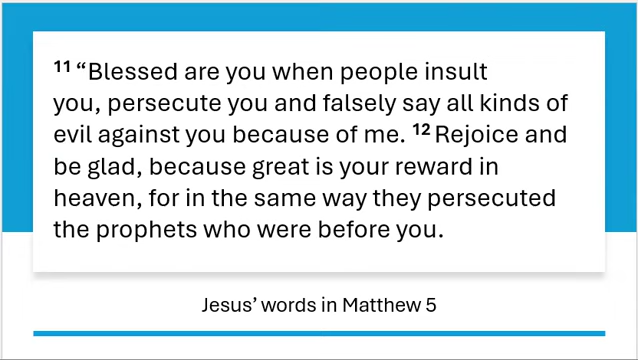 11 “Blessed are you when people insult
you, persecute you and falsely say all kinds of
evil against you because of me. 12 Rejoice and
be glad, because great is your reward in
heaven, for in the same way they persecuted
the prophets who were before you.
Jesus’ words in Matthew 5